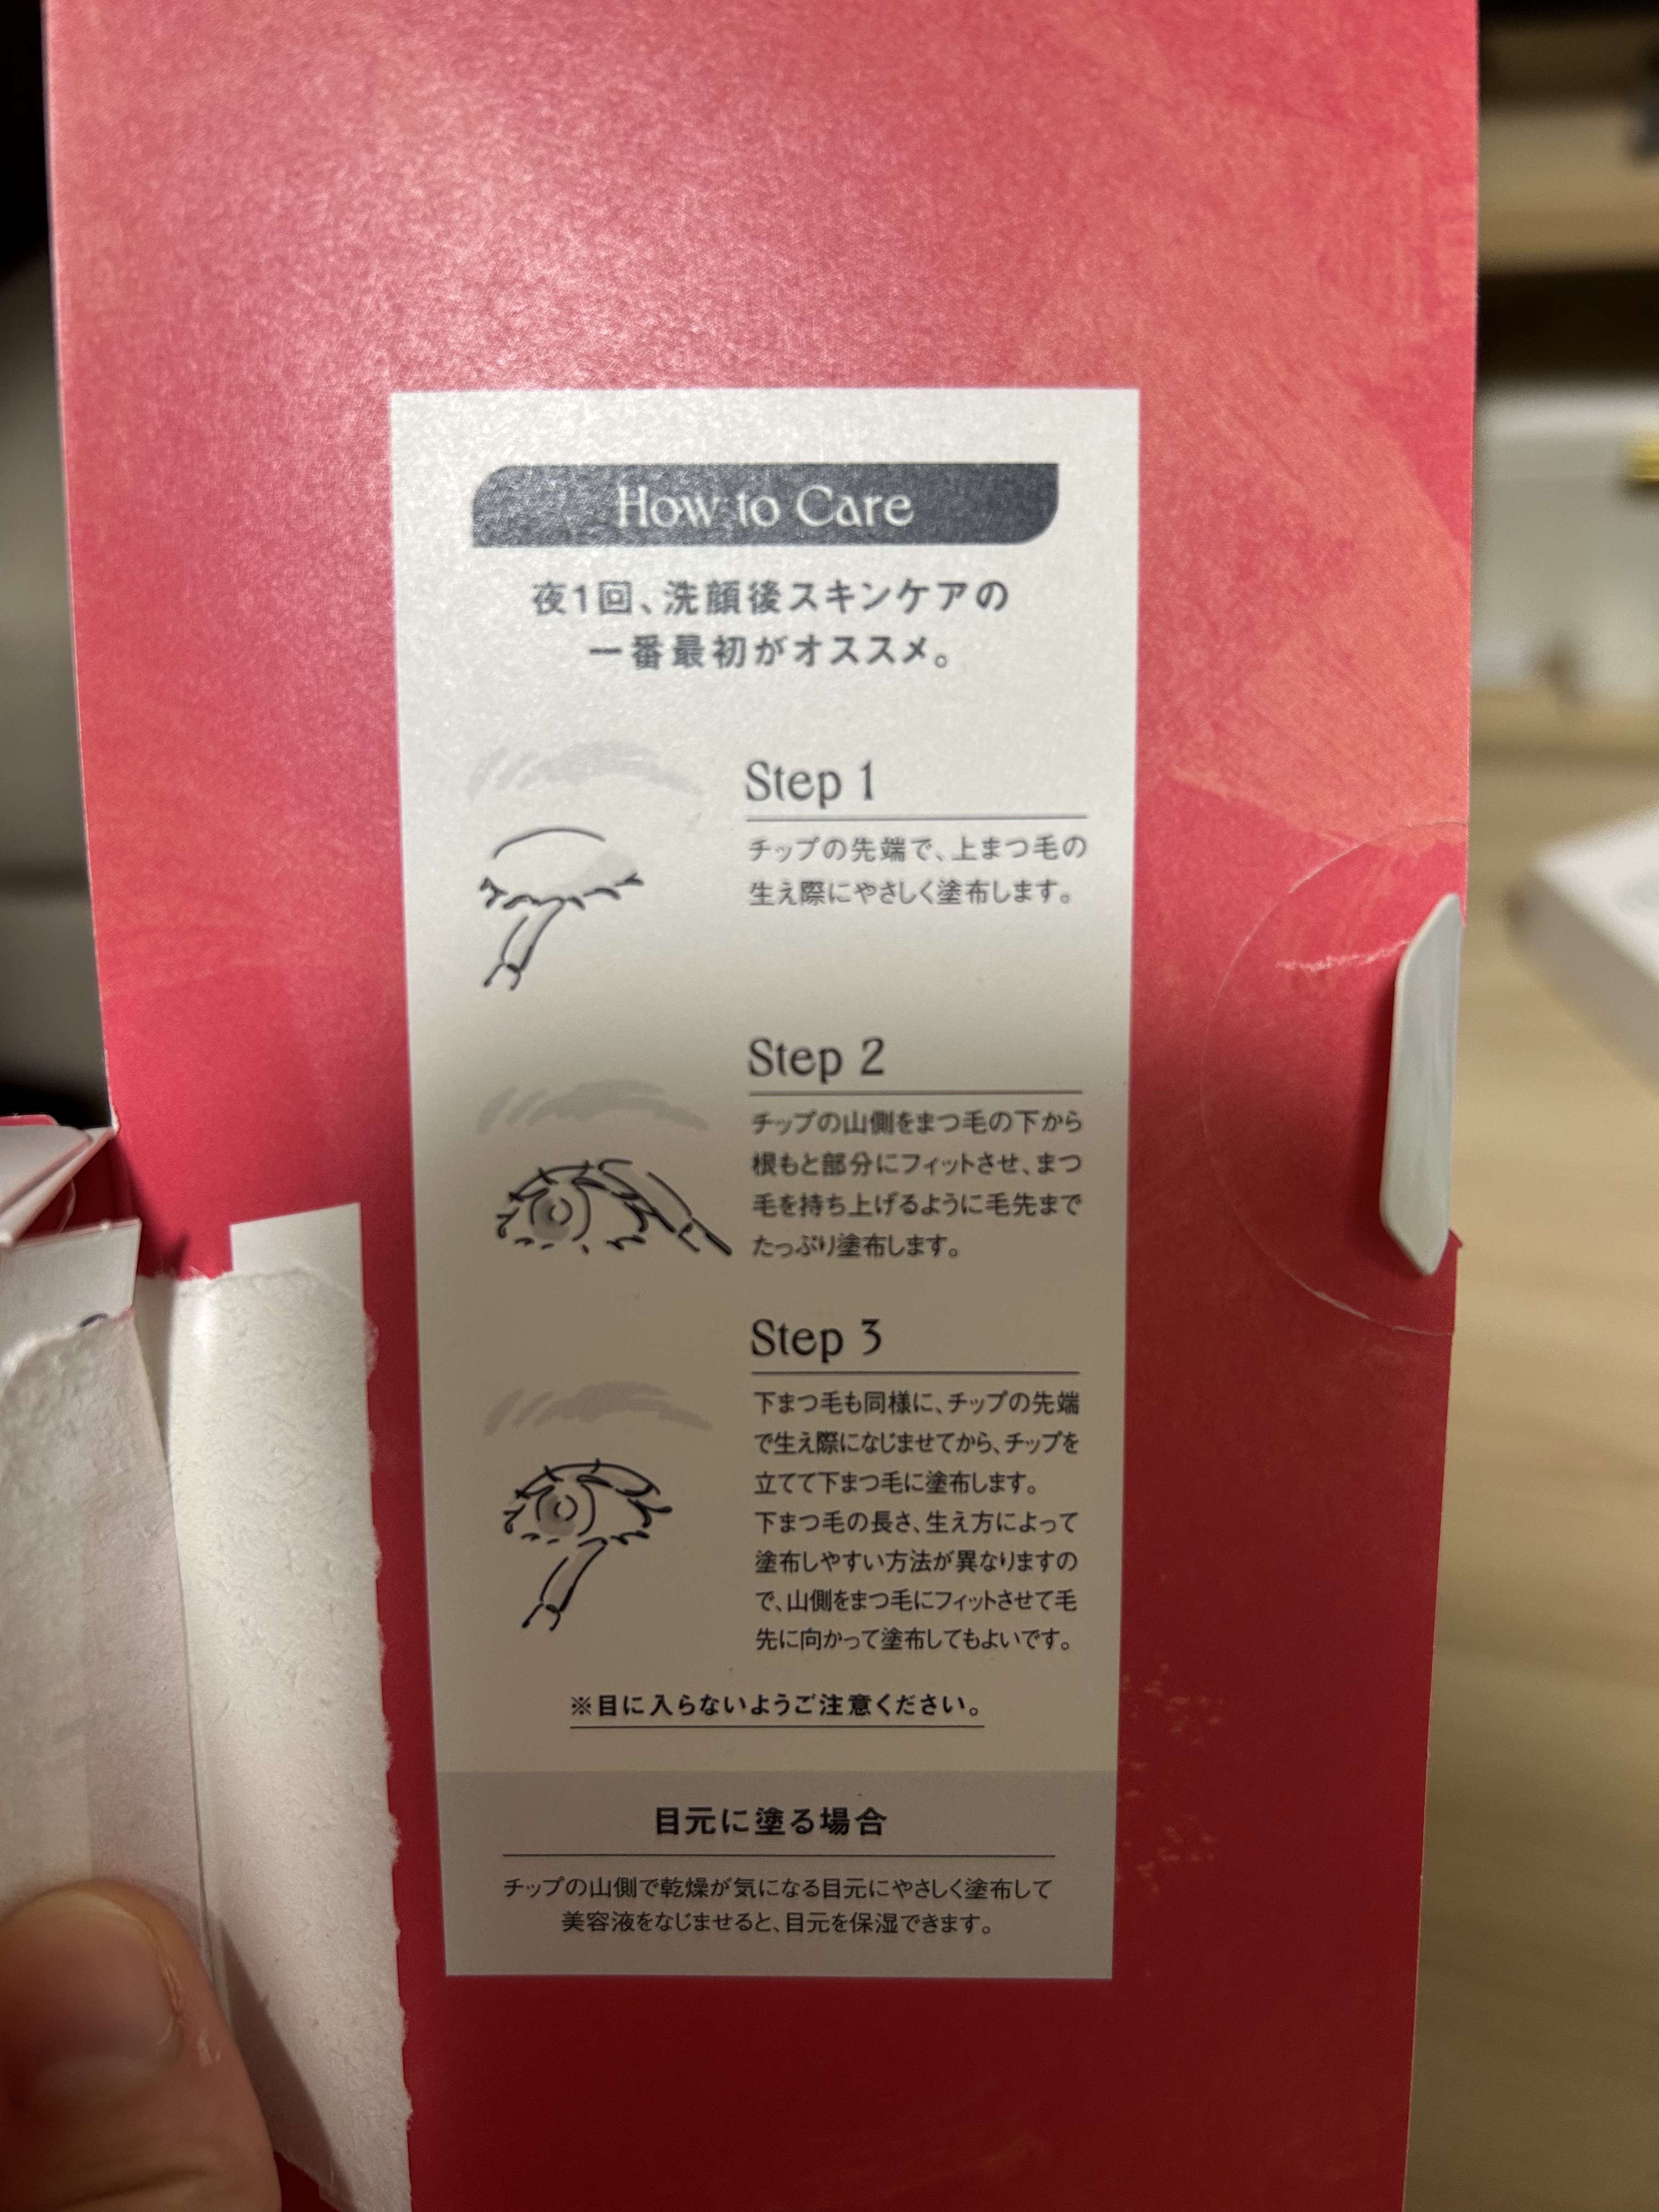 How to Care
夜1回、洗顔後スキンケアの
一番最初がオススメ。
Step 1
チップの先端で、上まつ毛の
生え際にやさしく塗布します。
Step 2
チップの山側をまつ毛の下から
根もと部分にフィットさせ、まつ
毛を持ち上げるように毛先まで
たっぷり塗布します。
Step 3
下まつ毛も同様に、チップの先端
で生え際になじませてから、チップを
立てて下まつ毛に塗布します。
下まつ毛の長さ、生え方によって
塗布しやすい方法が異なりますの
で、山側をまつ毛にフィットさせて毛
先に向かって塗布してもよいです。
※目に入らないようご注意ください。
目元に塗る場合
チップの山側で乾燥が気になる目元にやさしく塗布して
美容液をなじませると、目元を保湿できます。